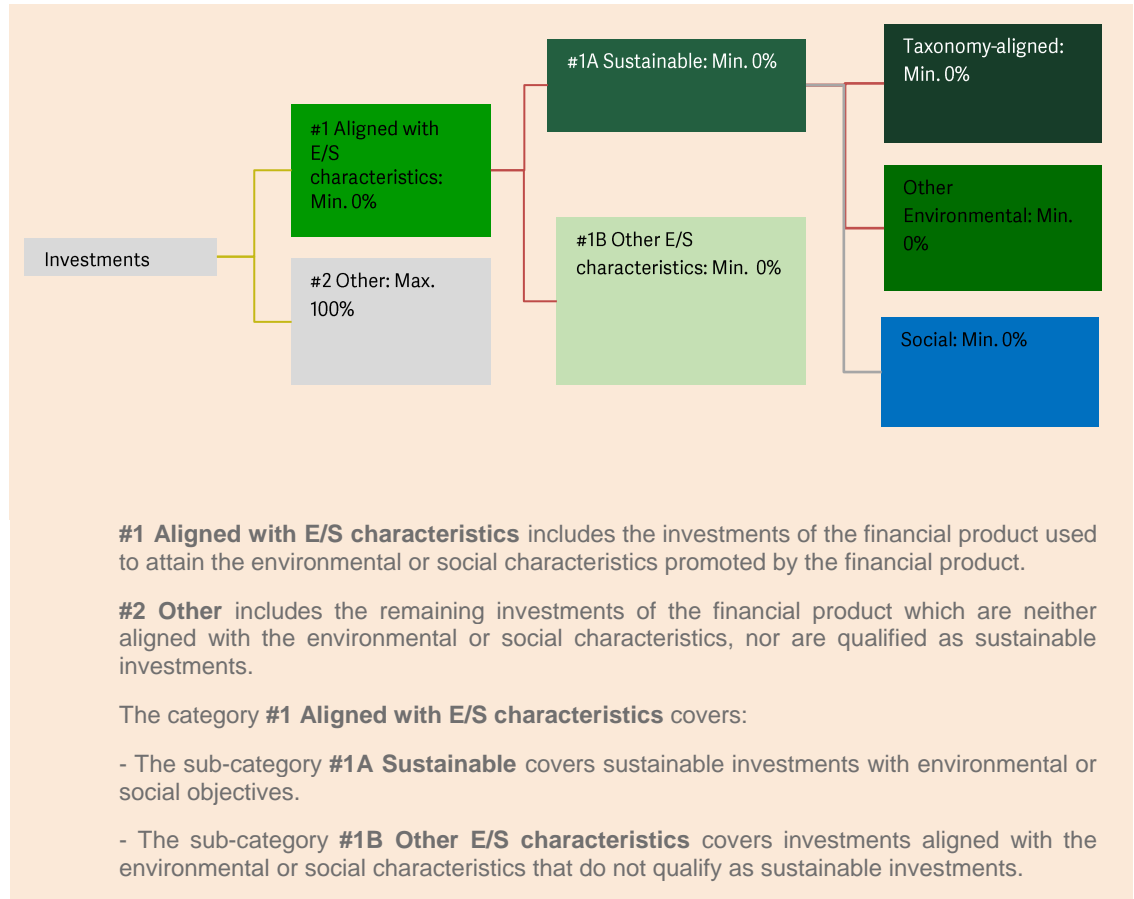 #1A Sustainable: Min. 0%
Taxonomy-aligned:
Min. 0%
#1 Aligned with
E/S
characteristics:
Min. 0%
Other
Environmental: Min.
0%
#1B Other E/S
characteristics: Min. 0%
Investments
#2 Other: Max.
100%
Social: Min. 0%
#1 Aligned with E/S characteristics includes the investments of the financial product used
to attain the environmental or social characteristics promoted by the financial product.
#2 Other includes the remaining investments of the financial product which are neither
aligned with the environmental or social characteristics, nor are qualified as sustainable
investments.
The category #1 Aligned with E/S characteristics covers:
- The sub-category #1A Sustainable covers sustainable investments with environmental or
social objectives.
- The sub-category #1B Other E/S characteristics covers investments aligned with the
environmental or social characteristics that do not qualify as sustainable investments.